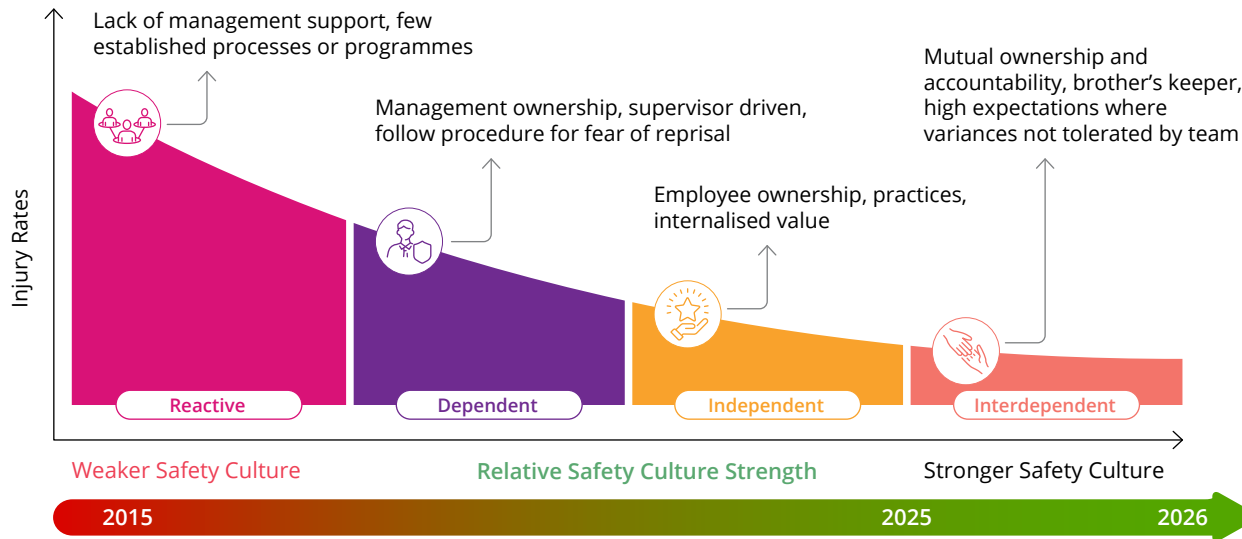 Lack of management support, few
established processes or programmes
Management ownership, supervisor driven,
follow procedure for fear of reprisal
Mutual ownership and
accountability, brother’s keeper,
high expectations where
variances not tolerated by team
Employee ownership, practices,
internalised value
Injury Rates
Reactive
Dependent
Independent
Interdependent
Weaker Safety Culture
Relative Safety Culture Strength
Stronger Safety Culture
2015
2025
2026